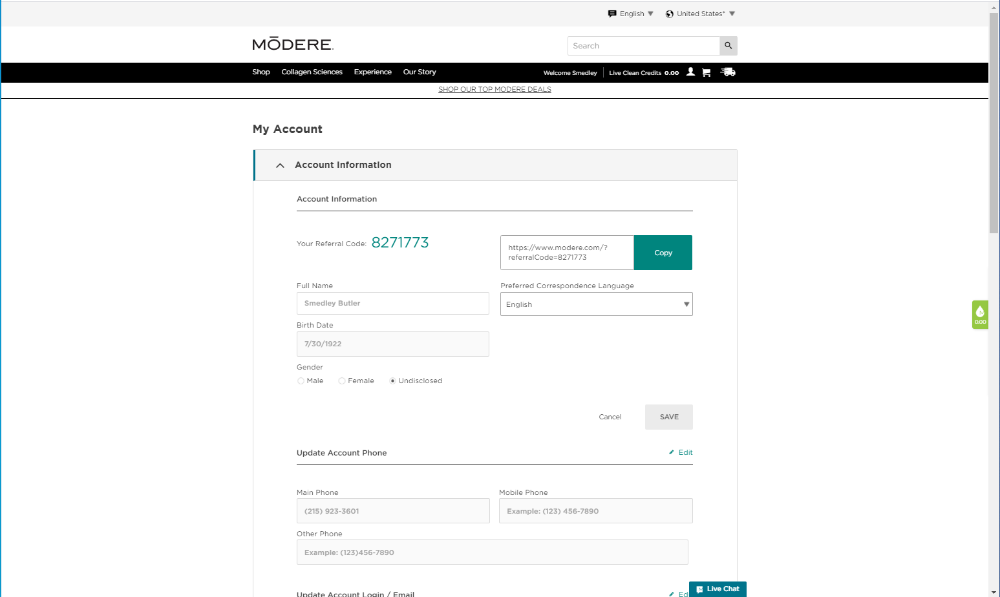 English
United States*
MŌDERE.
Search
Shop Collagen Sciences Experience Our Story
Welcome Smedley
Live Clean Credits 0.00
SHOP OUR TOP MODERE DEALS
My Account
Account Information
Account Information
Your Referral Code: 8271773
https://www.modere.com/?
referralCode=8271773
Copy
Full Name
Smedley Butler
Preferred Correspondence Language
English
Birth Date
7/30/1922
Gender
Male Female Undisclosed
Cancel
SAVE
0.00
Update Account Phone
Edit
Main Phone
(215) 923-3601
Mobile Phone
Example: (123) 456-7890
Other Phone
Example: (123)456-7890
Update Account Login / Email
Ed
Live Chat